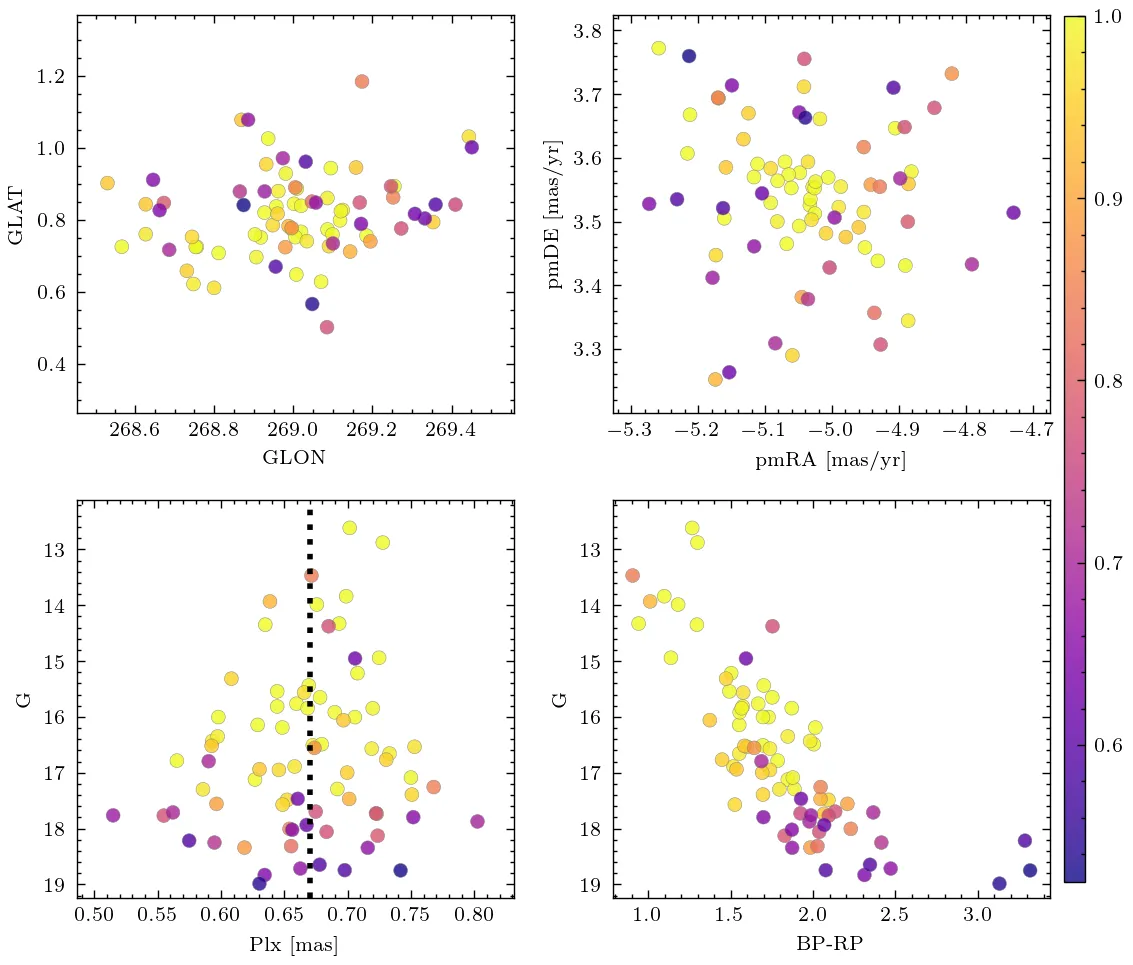 1.2
1.0
0.8
0.6
0.4
GLAT
268.6 268.8 269.0 269.2 269.4
GLON
3.8
3.7
3.6
3.5
3.4
3.3
pmDE [mas/yr]
−5.3 −5.2 −5.1 −5.0 −4.9 −4.8 −4.7
pmRA [mas/yr]
1.0
0.9
0.8
0.7
0.6
13
14
15
16
17
18
19
G
0.50 0.55 0.60 0.65 0.70 0.75 0.80
Plx [mas]
13
14
15
16
17
18
19
G
1.0 1.5 2.0 2.5 3.0
BP-RP